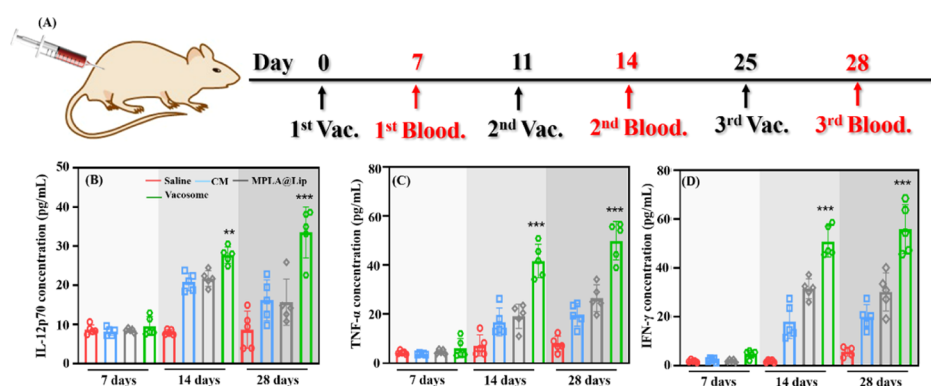 (A)
Day 0 7 11 14 25 28
1st Vac. 1st Blood. 2nd Vac. 2nd Blood. 3rd Vac. 3rd Blood.
(B)
Saline CM MPLA@Lip
Vacosome
IL-12p70 concentration (pg/mL)
50
40
30
20
10
0
** ***
7 days 14 days 28 days
(C)
TNF-α concentration (pg/mL)
80
60
40
20
0
*** ***
7 days 14 days 28 days
(D)
IFN-γ concentration (pg/mL)
80
60
40
20
0
*** ***
7 days 14 days 28 days